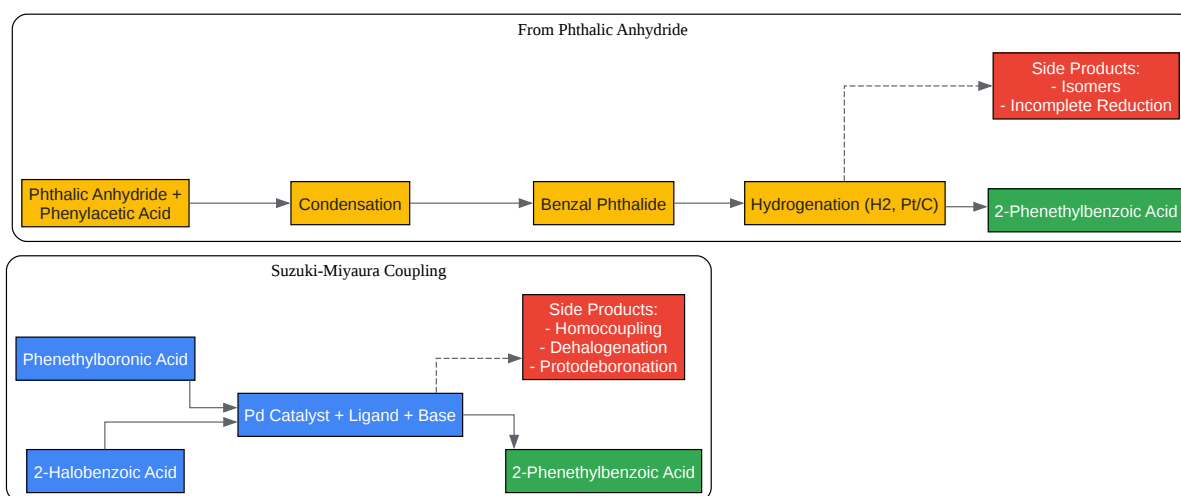 From Phthalic Anhydride
Side Products:
- Isomers
- Incomplete Reduction
Phthalic Anhydride +
Phenylacetic Acid
Condensation
Benzal Phthalide
Hydrogenation (H2, Pt/C)
2-Phenethylbenzoic Acid
Suzuki-Miyaura Coupling
Side Products:
- Homocoupling
- Dehalogenation
- Protodeboronation
Phenethylboronic Acid
Pd Catalyst + Ligand + Base
2-Halobenzoic Acid
2-Phenethylbenzoic Acid